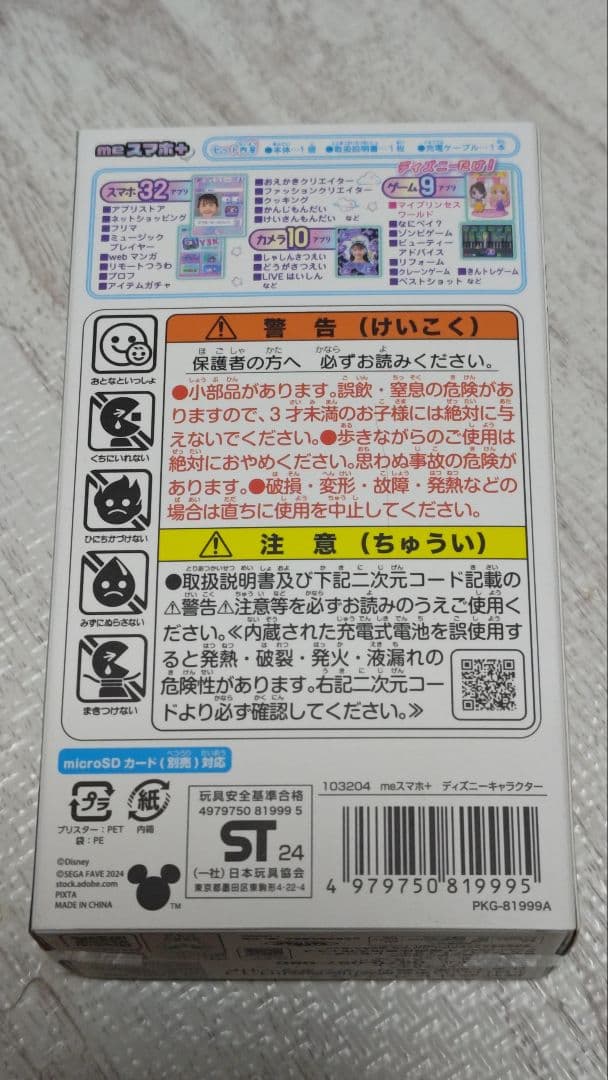 meスマホ+
セット内容 ●本体…1個 ●取扱説明書…1枚 ●充電ケーブル…1本
スマホ32アプリ
■アプリストア
■ネットショッピング
■フリマ
■ミュージック
プレイヤー
■web マンガ
■リモートつうわ
■プロフ
■アイテムガチャ
■おえかきクリエイター
■ファッションクリエイター
■クッキング
■かんじもんだい
■けいさんもんだい など
カメラ10アプリ
■しゃしんさつえい
■どうがさつえい
■LIVE はいしん
など
ディズニーだけ!
ゲーム9アプリ
■マイプリンセス
ワールド
■なにペイ?
■ゾンビゲーム
■ビューティー
アドバイス
■リフォーム
■クレーンゲーム ■きんトレゲーム
■ベストショット など
おとなといっしょ
くちにいれない
ひにちかづけない
みずにぬらさない
まきつけない
警告(けいこく)
保護者の方へ 必ずお読みください。
●小部品があります。誤飲・窒息の危険があ
りますので、3才未満のお子様には絶対に与
えないでください。●歩きながらのご使用は
絶対におやめください。思わぬ事故の危険が
あります。●破損・変形・故障・発熱などの
場合は直ちに使用を中止してください。
注意(ちゅうい)
●取扱説明書及び下記二次元コード記載の
⚠警告⚠注意等を必ずお読みのうえご使用く
ださい。≪内蔵された充電式電池を誤使用す
ると発熱・破裂・発火・液漏れの
危険性があります。右記二次元コー
ドより必ず確認してください。≫
microSDカード(別売)対応
プラ
紙
ブリスター:PET
袋:PE
内箱
©Disney
©SEGA FAVE 2024
stock.adobe.com
PIXTA
MADE IN CHINA
TM
玩具安全基準合格
4979750 81999 5
ST 24
(一社)日本玩具協会
東京都墨田区東駒形4-22-4
103204 meスマホ+ ディズニーキャラクター
4 979750 819995
PKG-81999A